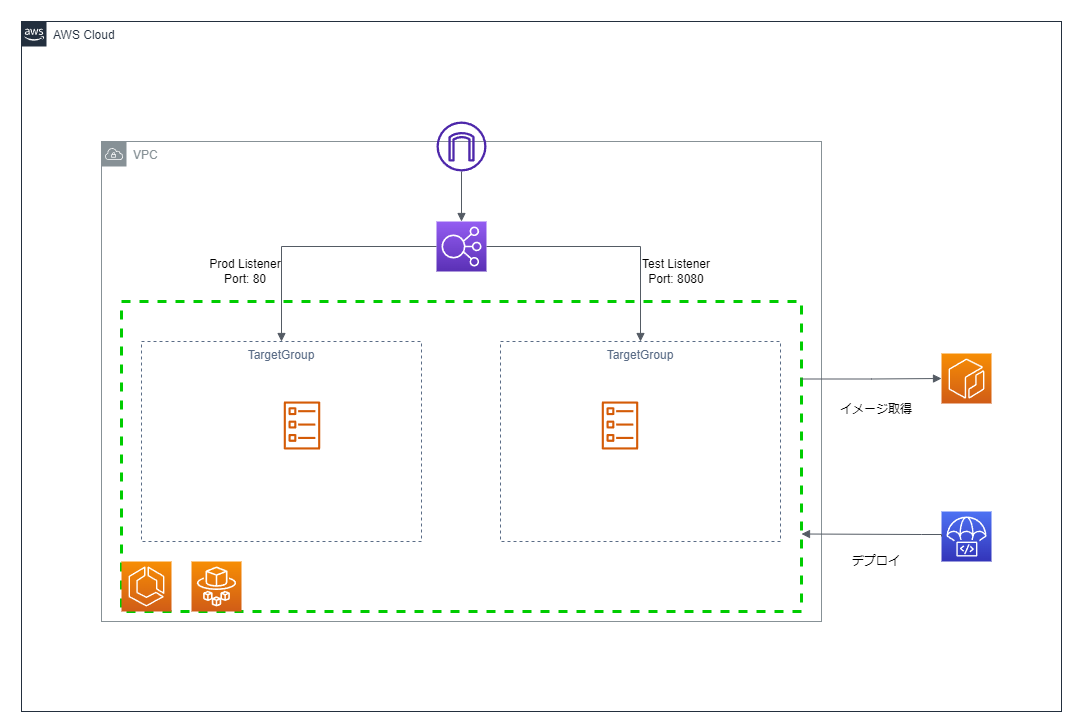 aws
AWS Cloud
VPC
Prod Listener
Port: 80
Test Listener
Port: 8080
TargetGroup
TargetGroup
イメージ取得
</>
デプロイ